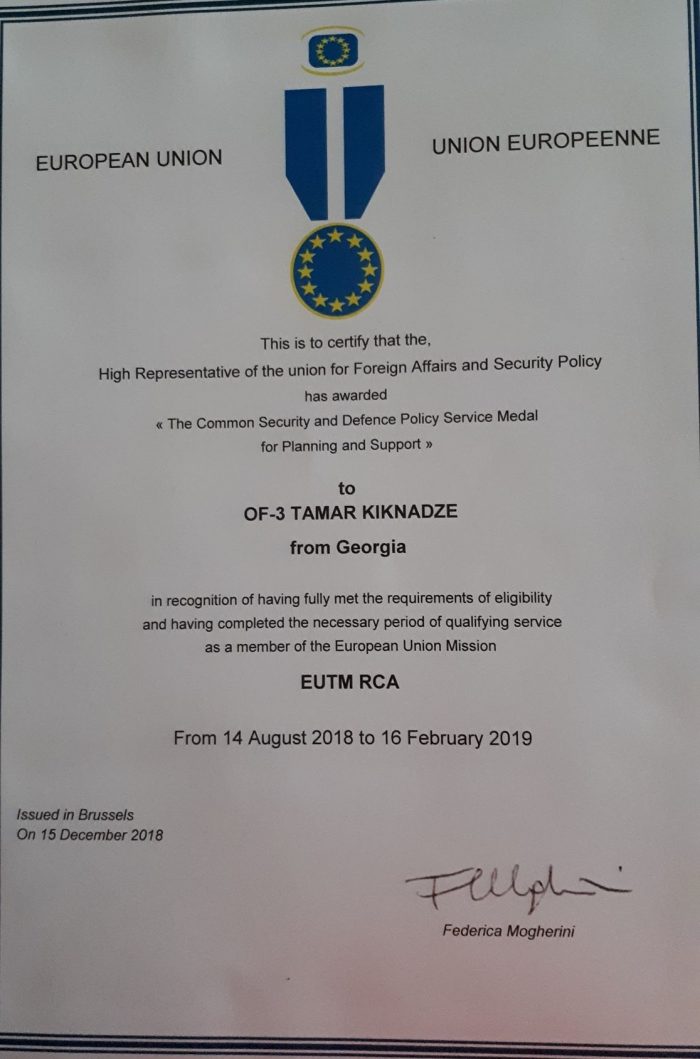 EUROPEAN UNION
UNION EUROPEENNE
This is to certify that the,
High Representative of the union for Foreign Affairs and Security Policy
has awarded
« The Common Security and Defence Policy Service Medal
for Planning and Support »
to
OF-3 TAMAR KIKNADZE
from Georgia
in recognition of having fully met the requirements of eligibility
and having completed the necessary period of qualifying service
as a member of the European Union Mission
EUTM RCA
From 14 August 2018 to 16 February 2019
Issued in Brussels
On 15 December 2018
Federica Mogherini